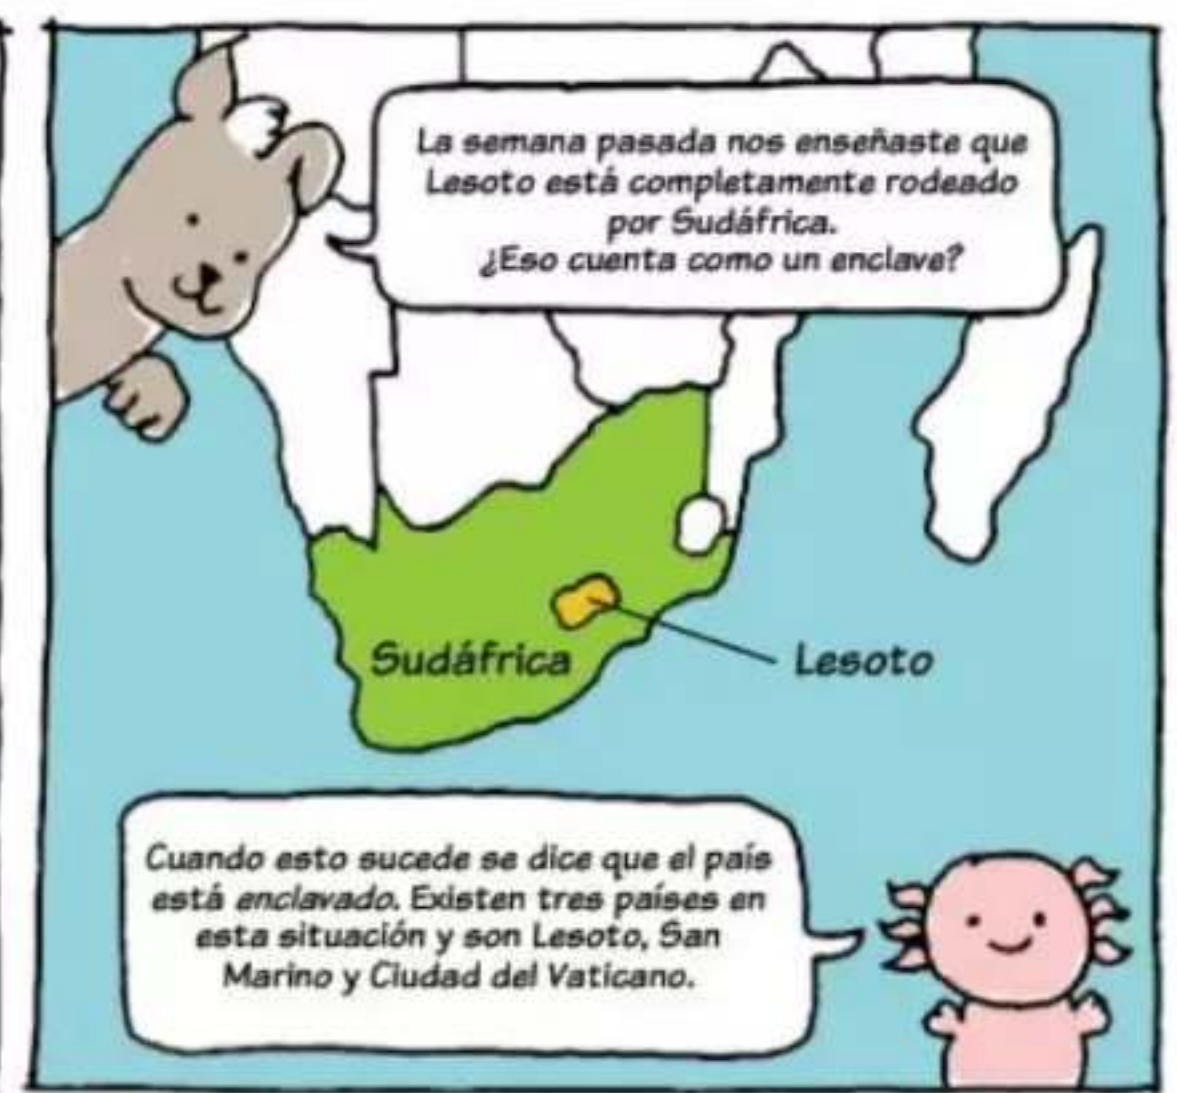 La semana pasada nos enseñaste que
Lesoto está completamente rodeado
por Sudáfrica.
¿Eso cuenta como un enclave?
Sudáfrica
Lesoto
Cuando esto sucede se dice que el país
está enclavado. Existen tres países en
esta situación y son Lesoto, San
Marino y Ciudad del Vaticano.